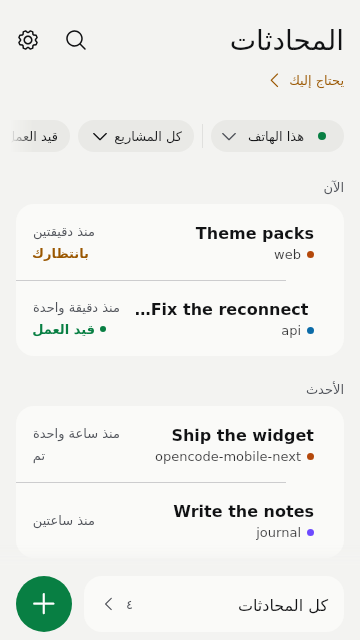 المحادثات
يحتاج إليك
هذا الهاتف
كل المشاريع
قيد العمل
الآن
Theme packs
منذ دقيقتين
web
بانتظارك
Fix the reconnect…
منذ دقيقة واحدة
api
قيد العمل
الأحدث
Ship the widget
منذ ساعة واحدة
opencode-mobile-next
تم
Write the notes
منذ ساعتين
journal
كل المحادثات
٤